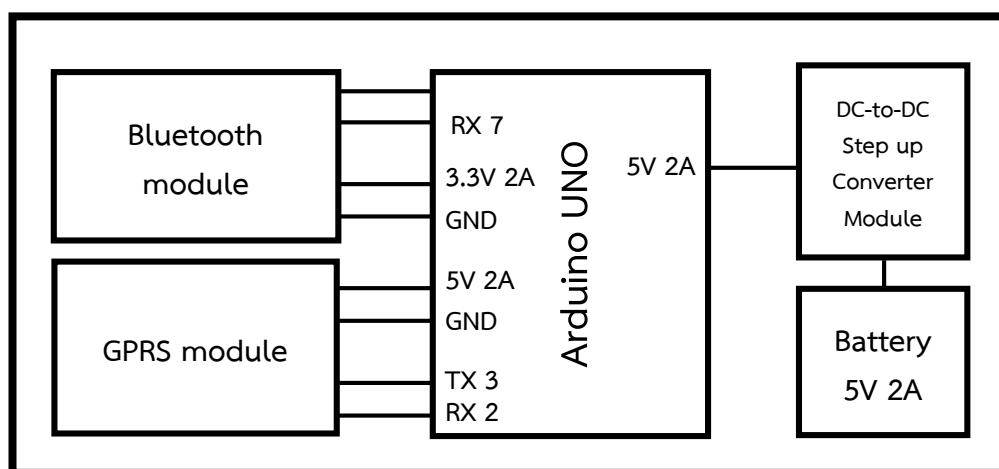 Bluetooth
module
RX 7
3.3V 2A
GND
GPRS module
5V 2A
GND
TX 3
RX 2
Arduino UNO
5V 2A
DC-to-DC
Step up
Converter
Module
Battery
5V 2A